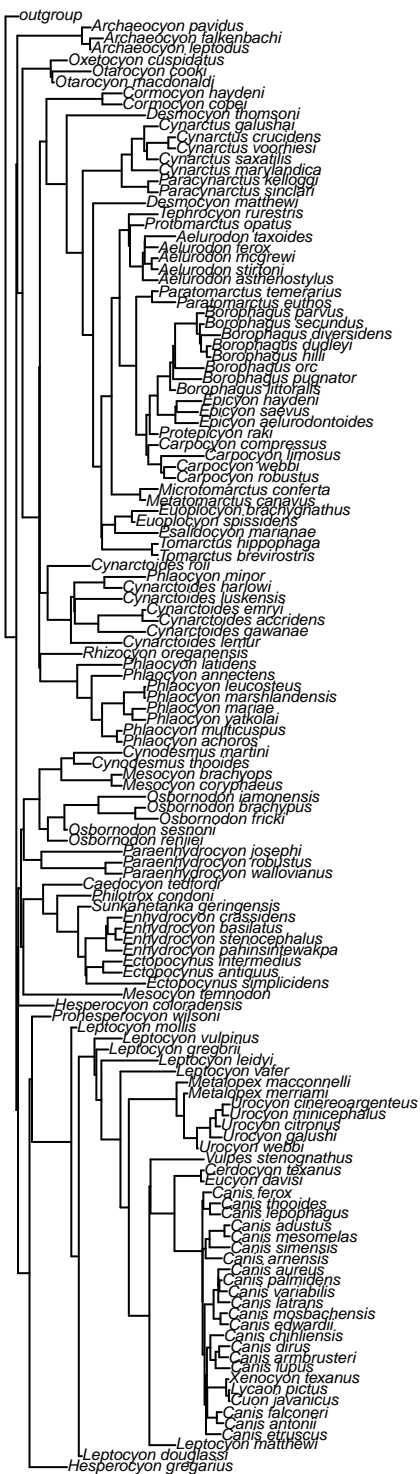 outgroup
Archaeocyon pavidus
Archaeocyon falkenbachi
Archaeocyon leptodus
Oxetocyon cuspidatus
Otarocyon cooki
Otarocyon macdonaldi
Cormocyon haydeni
Cormocyon copei
Desmocyon thomsoni
Cynarctus galushai
Cynarctus crucidens
Cynarctus voorhiesi
Cynarctus saxatilis
Cynarctus marylandica
Paracynarctus kelloggi
Paracynarctus sinclari
Desmocyon matthewi
Tephrocyon rurestris
Protomarctus opatus
Aelurodon taxoides
Aelurodon ferox
Aelurodon mcgrewi
Aelurodon stirtoni
Aelurodon asthenostylus
Paratomarctus temerarius
Paratomarctus euthos
Borophagus parvus
Borophagus secundus
Borophagus diversidens
Borophagus dudleyi
Borophagus hilli
Borophagus orc
Borophagus pugnator
Borophagus littoralis
Epicyon haydeni
Epicyon saevus
Epicyon aelurodontoides
Protepicyon raki
Carpocyon compressus
Carpocyon limosus
Carpocyon webbi
Carpocyon robustus
Microtomarctus conferta
Metatomarctus canavus
Euoplocyon brachygnathus
Euoplocyon spissidens
Psalidocyon marianae
Tomarctus hippophaga
Tomarctus brevirostris
Cynarctoides roii
Phlaocyon minor
Cynarctoides harlowi
Cynarctoides luskensis
Cynarctoides emryi
Cynarctoides accridens
Cynarctoides gawanae
Cynarctoides lemur
Rhizocyon oreganensis
Phlaocyon latidens
Phlaocyon annectens
Phlaocyon leucosteus
Phlaocyon marshlandensis
Phlaocyon mariae
Phlaocyon yatkolai
Phlaocyon multicuspus
Phlaocyon achoros
Cynodesmus martini
Cynodesmus thooides
Mesocyon brachyops
Mesocyon coryphaeus
Osbornodon iamonensis
Osbornodon brachypus
Osbornodon fricki
Osbornodon sesnoni
Osbornodon renjiei
Paraenhydrocyon josephi
Paraenhydrocyon robustus
Paraenhydrocyon wallovianus
Caedocyon tedfordi
Philotrox condoni
Sunkahetanka geringensis
Enhydrocyon crassidens
Enhydrocyon basilatus
Enhydrocyon stenocephalus
Enhydrocyon pahinsintewakpa
Ectopocynus intermedius
Ectopocynus antiquus
Ectopocynus simplicidens
Mesocyon temnodon
Hesperocyon coloradensis
Prohesperocyon wilsoni
Leptocyon mollis
Leptocyon vulpinus
Leptocyon gregorii
Leptocyon leidyi
Leptocyon vafer
Metalopex macconnelli
Metalopex merriami
Urocyon cinereoargenteus
Urocyon minicephalus
Urocyon citronus
Urocyon galushi
Urocyon webbi
Vulpes stenognathus
Cerdocyon texanus
Eucyon davisi
Canis ferox
Canis thooides
Canis lepophagus
Canis adustus
Canis mesomelas
Canis simensis
Canis arnensis
Canis aureus
Canis palmidens
Canis variabilis
Canis latrans
Canis mosbachensis
Canis edwardii
Canis chihliensis
Canis dirus
Canis armbrusteri
Canis lupus
Xenocyon texanus
Lycaon pictus
Cuon javanicus
Canis falconeri
Canis antonii
Canis etruscus
Leptocyon matthewi
Leptocyon douglassi
Hesperocyon gregarius